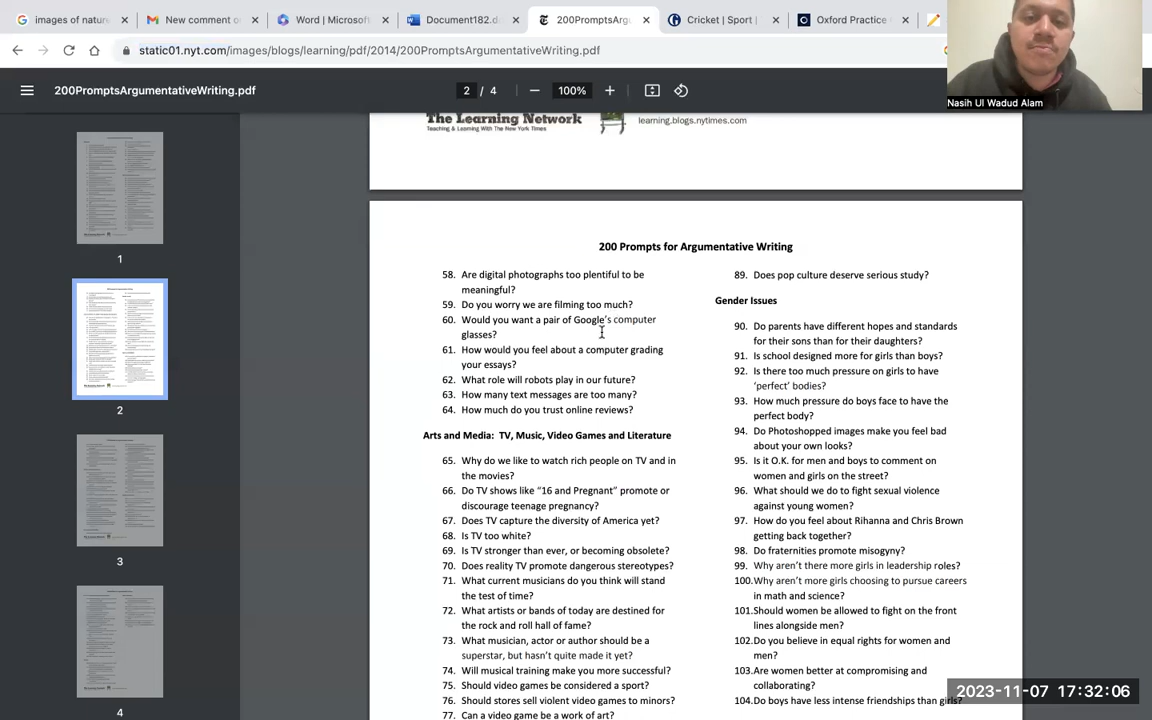 images of nature
New comment o
Word | Microsof
Document182.d
200PromptsArgu
Cricket | Sport |
Oxford Practice
static01.nyt.com/images/blogs/learning/pdf/2014/200PromptsArgumentativeWriting.pdf
200PromptsArgumentativeWriting.pdf
2 / 4
100%
Nasih Ul Wadud Alam
The Learning Network
Teaching & Learning With The New York Times
learning.blogs.nytimes.com
1
2
3
4
200 Prompts for Argumentative Writing
58. Are digital photographs too plentiful to be
meaningful?
59. Do you worry we are filming too much?
60. Would you want a pair of Google's computer
glasses?
61. How would you feel about a computer grading
your essays?
62. What role will robots play in our future?
63. How many text messages are too many?
64. How much do you trust online reviews?
Arts and Media: TV, Music, Video Games and Literature
65. Why do we like to watch rich people on TV and in
the movies?
66. Do TV shows like “16 and Pregnant” promote or
discourage teenage pregnancy?
67. Does TV capture the diversity of America yet?
68. Is TV too white?
69. Is TV stronger than ever, or becoming obsolete?
70. Does reality TV promote dangerous stereotypes?
71. What current musicians do you think will stand
the test of time?
72. What artists or bands of today are destined for
the rock and roll hall of fame?
73. What musician, actor or author should be a
superstar, but hasn’t quite made it yet?
74. Will musical training make you more successful?
75. Should video games be considered a sport?
76. Should stores sell violent video games to minors?
77. Can a video game be a work of art?
89. Does pop culture deserve serious study?
Gender Issues
90. Do parents have different hopes and standards
for their sons than for their daughters?
91. Is school designed more for girls than boys?
92. Is there too much pressure on girls to have
‘perfect’ bodies?
93. How much pressure do boys face to have the
perfect body?
94. Do Photoshopped images make you feel bad
about your own looks?
95. Is it O.K. for men and boys to comment on
women and girls on the street?
96. What should we do to fight sexual violence
against young women?
97. How do you feel about Rihanna and Chris Brown
getting back together?
98. Do fraternities promote misogyny?
99. Why aren’t there more girls in leadership roles?
100.Why aren’t more girls choosing to pursue careers
in math and science?
101.Should women be allowed to fight on the front
lines alongside men?
102.Do you believe in equal rights for women and
men?
103.Are women better at compromising and
collaborating?
104.Do boys have less intense friendships than girls?
2023-11-07 17:32:06